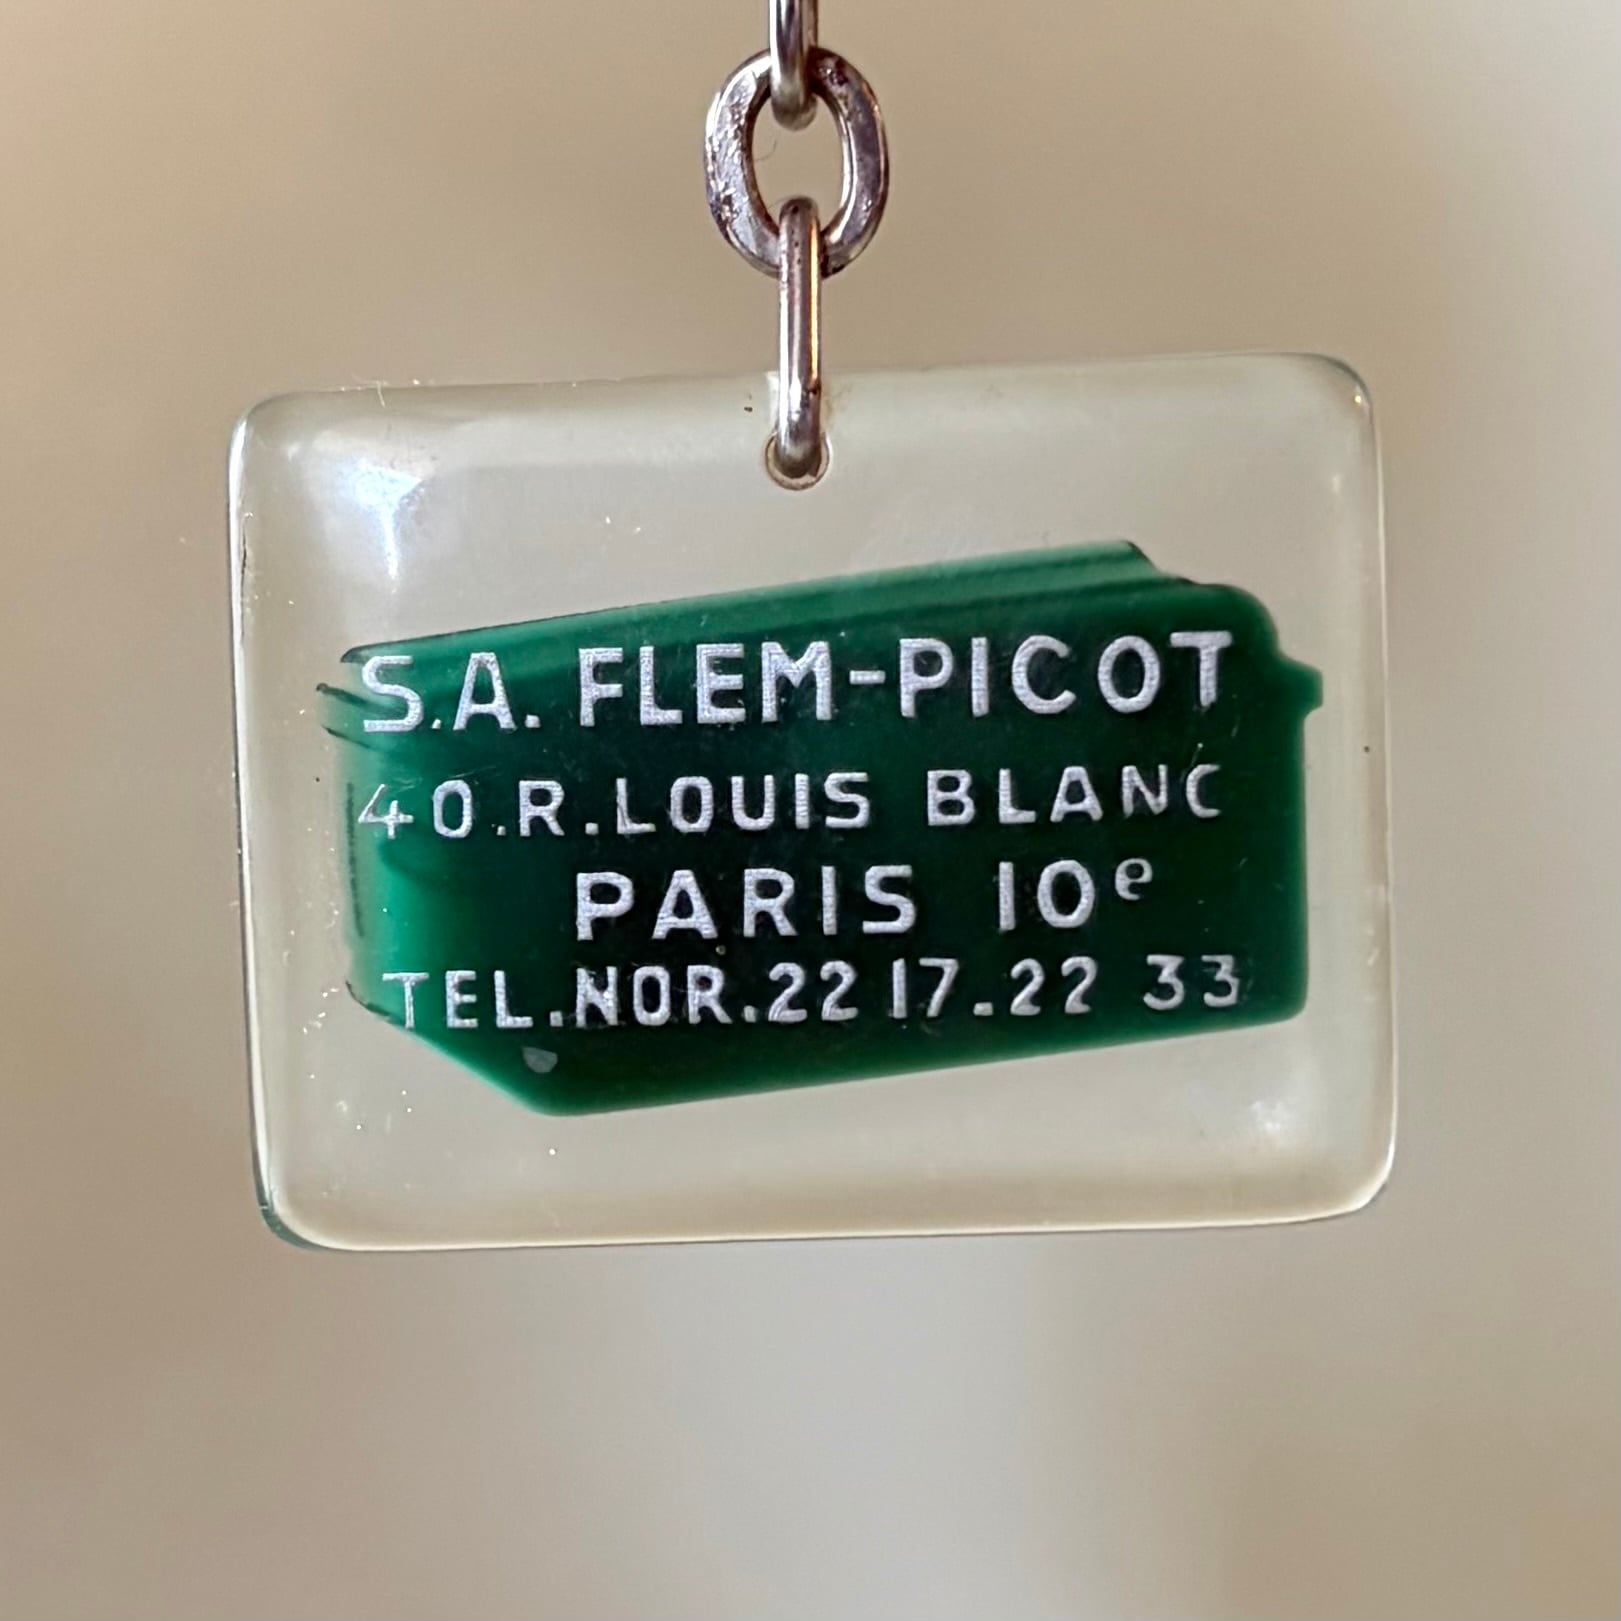 S.A. FLEM-PICOT
40.R.LOUIS BLANC
PARIS 10e
TEL.NOR.22 17.22 33